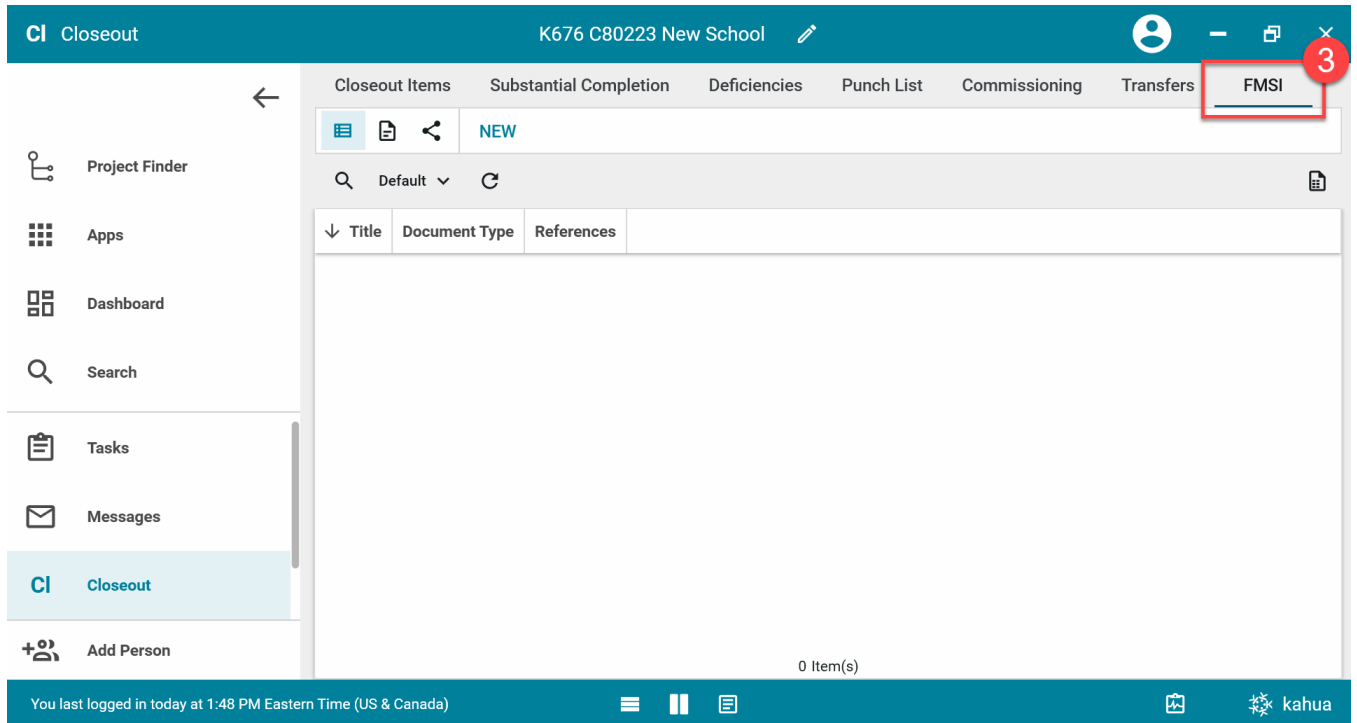 Cl Closeout
K676 C80223 New School
3
Closeout Items Substantial Completion Deficiencies Punch List Commissioning Transfers FMSI
NEW
Default
Title Document Type References
Project Finder
Apps
Dashboard
Search
Tasks
Messages
Cl Closeout
Add Person
0 Item(s)
You last logged in today at 1:48 PM Eastern Time (US & Canada)
kahua